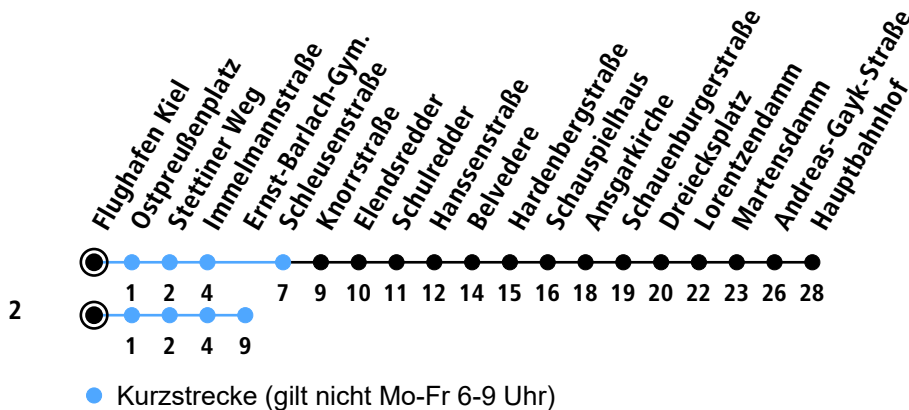 Flughafen Kiel
Ostpreußenplatz
Stettiner Weg
Immelmannstraße
Ernst-Barlach-Gym.
Schleusenstraße
Knorrstraße
Elendsredder
Schulredder
Hanssenstraße
Belvedere
Hardenbergstraße
Schauspielhaus
Ansgarkirche
Schauenburgerstraße
Dreiecksplatz
Lorentzendamm
Martensdamm
Andreas-Gayk-Straße
Hauptbahnhof
1 2 4 7 9 10 11 12 14 15 16 18 19 20 22 23 26 28
2
1 2 4 9
Kurzstrecke (gilt nicht Mo-Fr 6-9 Uhr)